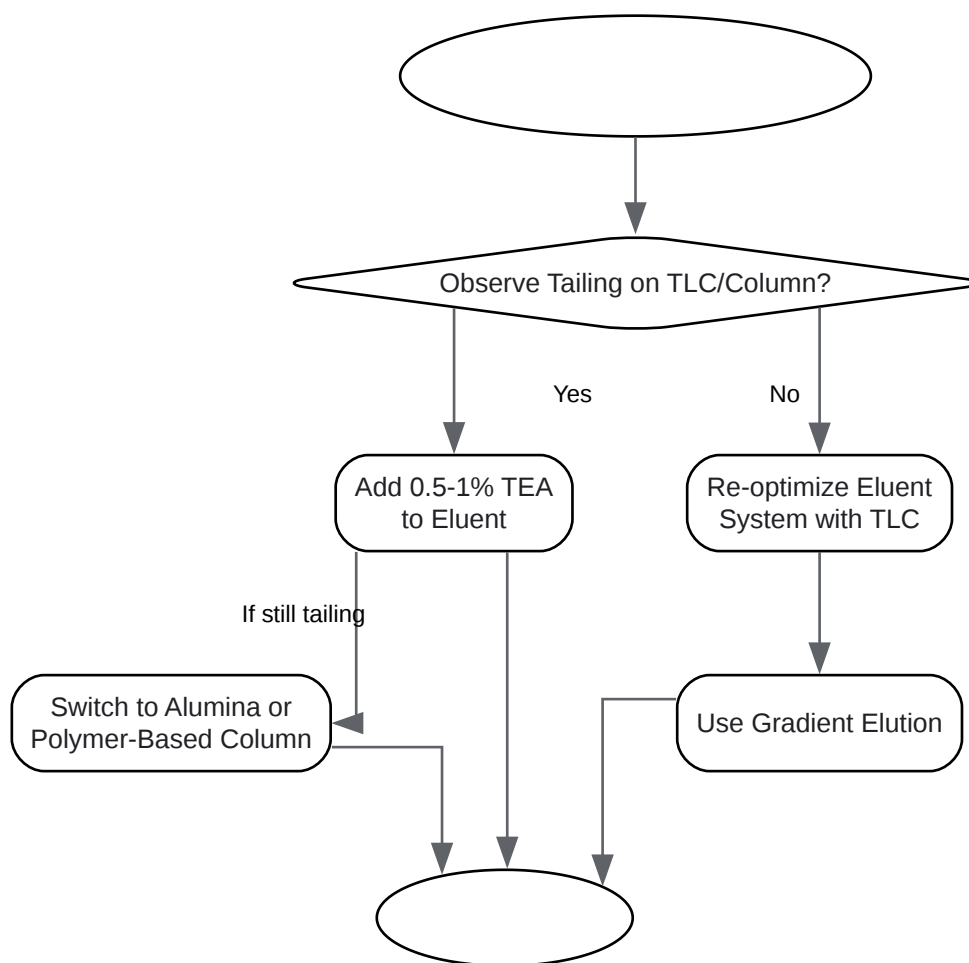 Observe Tailing on TLC/Column?
Yes
No
Add 0.5-1% TEA
to Eluent
Re-optimize Eluent
System with TLC
If still tailing
Switch to Alumina or
Polymer-Based Column
Use Gradient Elution